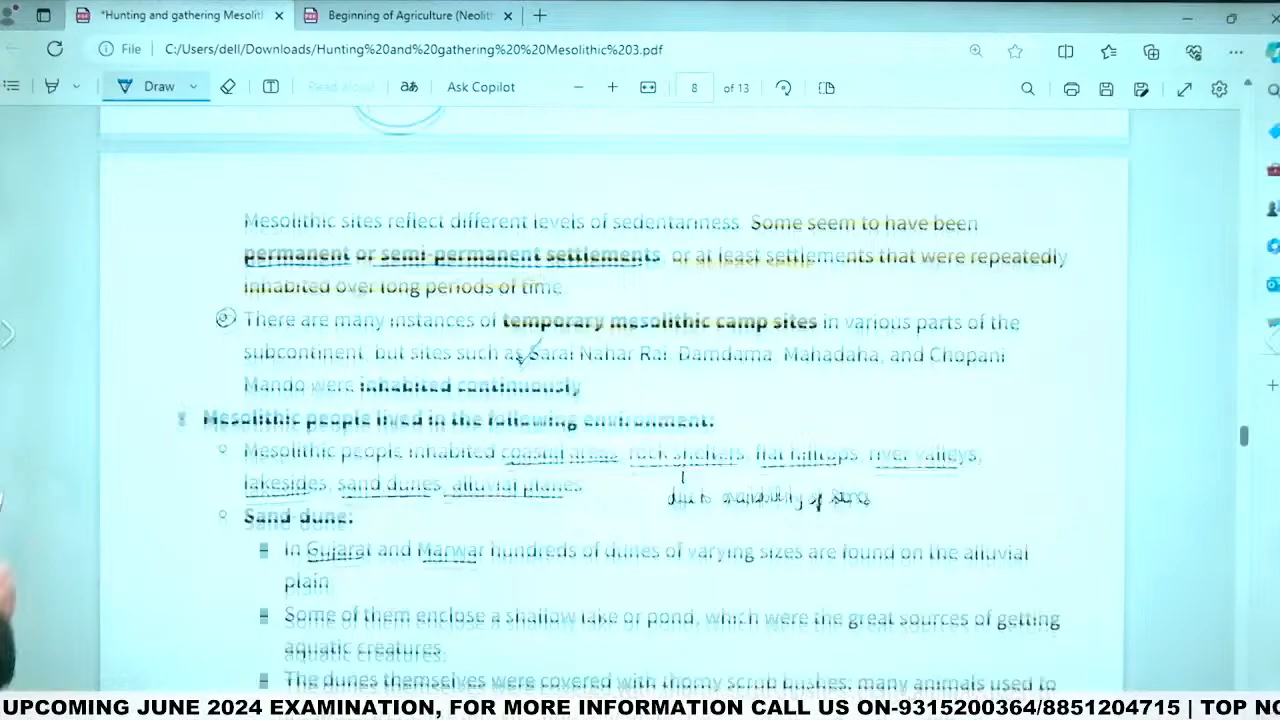 "Hunting and gathering Mesolit
Beginning of Agriculture (Neolit
File C:/Users/dell/Downloads/Hunting%20and%20gathering%20%20Mesolithic%203.pdf
Draw Read aloud aあ Ask Copilot 8 of 13
Mesolithic sites reflect different levels of sedentariness. Some seem to have been
permanent or semi-permanent settlements, or at least settlements that were repeatedly
inhabited over long periods of time.
There are many instances of temporary mesolithic camp sites in various parts of the
subcontinent, but sites such as Sarai Nahar Rai, Damdama, Mahadaha, and Chopani
Mando were inhabited continuously.
Mesolithic people lived in the following environment:
Mesolithic people inhabited coastal areas, rock shelters, flat hilltops, river valleys,
lakesides, sand dunes, alluvial planes.
availability of
Sand dune:
In Gujarat and Marwar hundreds of dunes of varying sizes are found on the alluvial
plain.
Some of them enclose a shallow lake or pond, which were the great sources of getting
aquatic creatures.
The dunes themselves were covered with thorny scrub bushes; many animals used to
UPCOMING JUNE 2024 EXAMINATION, FOR MORE INFORMATION CALL US ON-9315200364/8851204715 | TOP NO